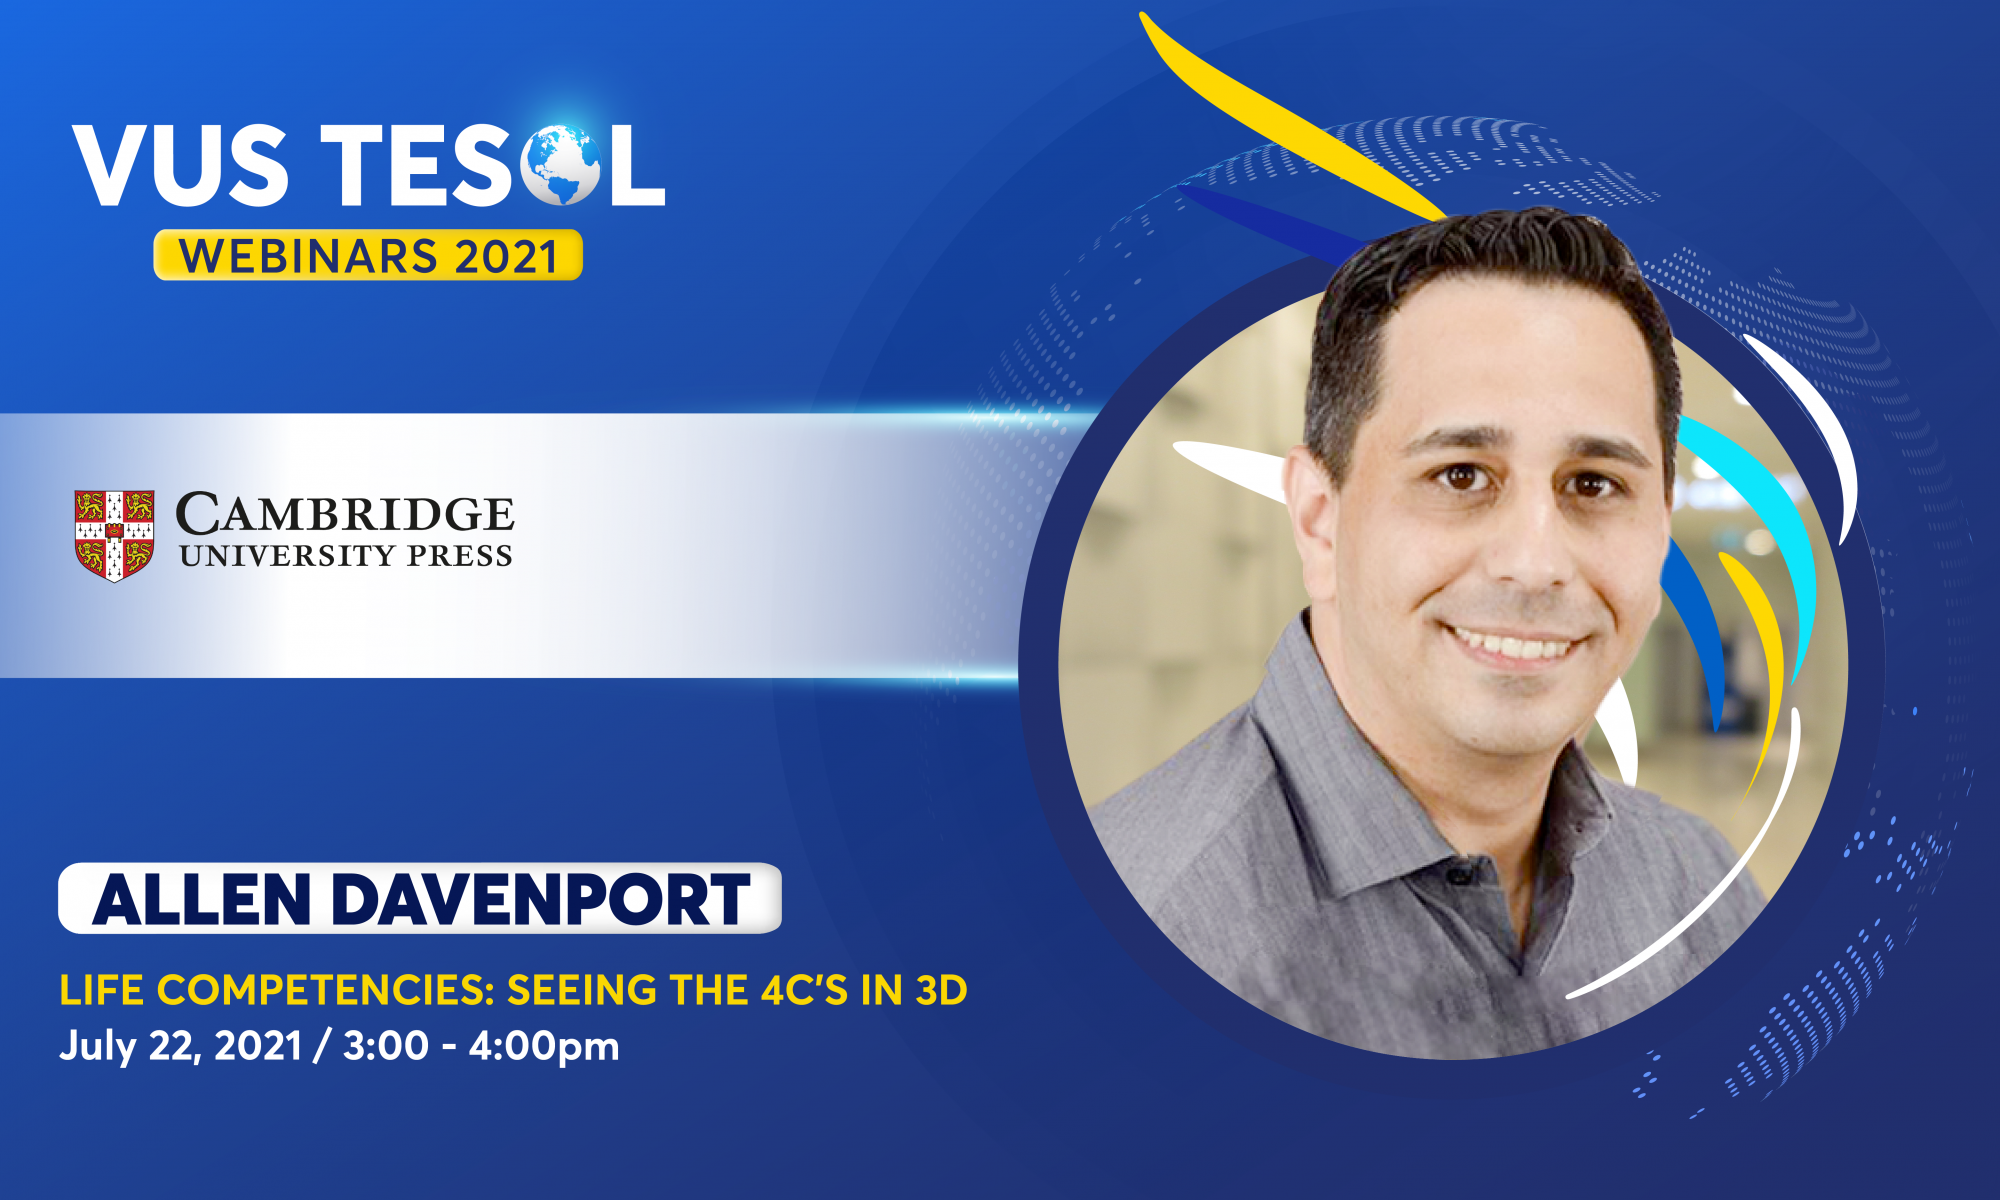 VUS TESOL
WEBINARS 2021
CAMBRIDGE
UNIVERSITY PRESS
ALLEN DAVENPORT
LIFE COMPETENCIES: SEEING THE 4C'S IN 3D
July 22, 2021 / 3:00 - 4:00pm